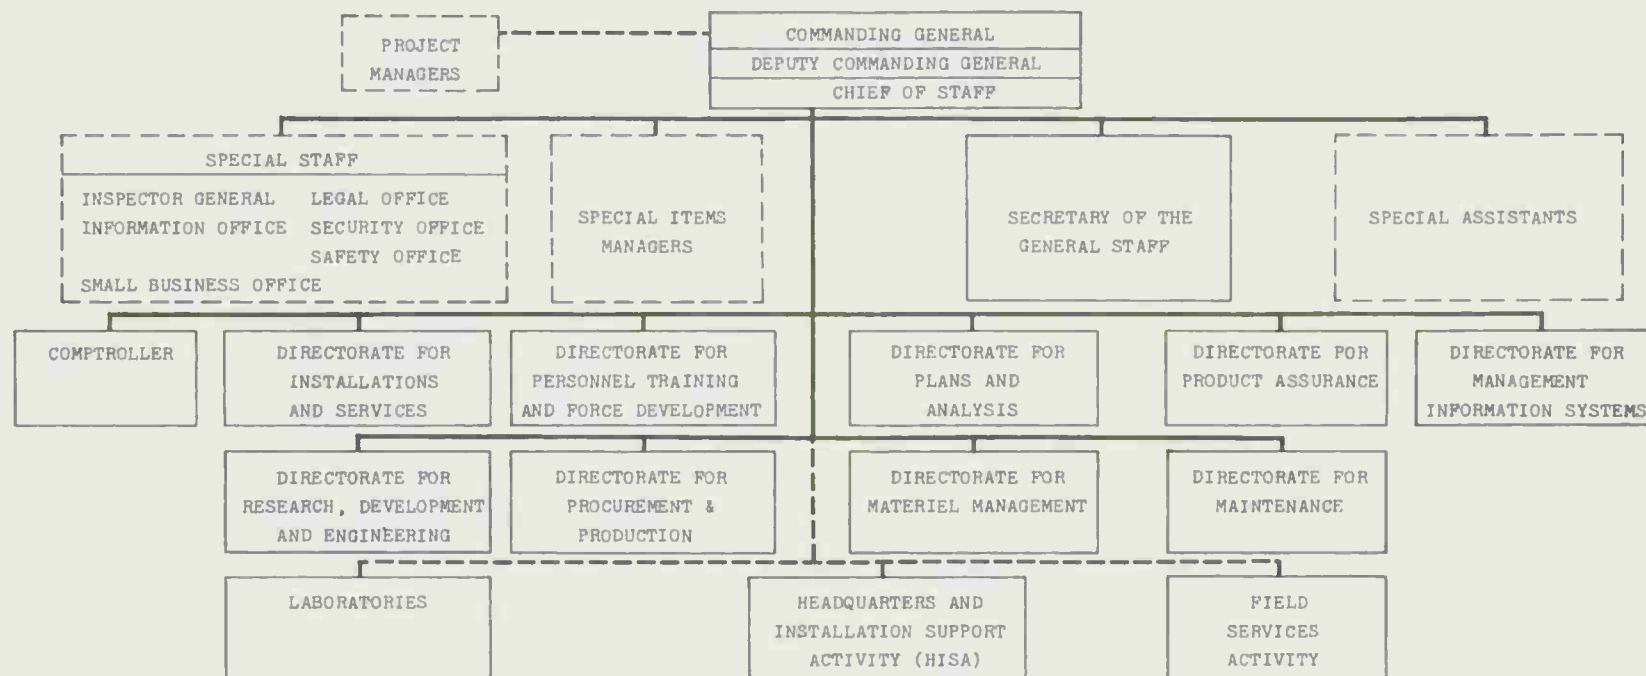 PROJECT
MANAGERS
COMMANDING GENERAL
DEPUTY COMMANDING GENERAL
CHIEF OF STAFF
SPECIAL STAFF
INSPECTOR GENERAL LEGAL OFFICE
INFORMATION OFFICE SECURITY OFFICE
SAFETY OFFICE
SMALL BUSINESS OFFICE
SPECIAL ITEMS
MANAGERS
SECRETARY OF THE
GENERAL STAFF
SPECIAL ASSISTANTS
COMPTROLLER
DIRECTORATE FOR
INSTALLATIONS
AND SERVICES
DIRECTORATE FOR
PERSONNEL TRAINING
AND FORCE DEVELOPMENT
DIRECTORATE FOR
PLANS AND
ANALYSIS
DIRECTORATE FOR
PRODUCT ASSURANCE
DIRECTORATE FOR
MANAGEMENT
INFORMATION SYSTEMS
DIRECTORATE FOR
RESEARCH, DEVELOPMENT
AND ENGINEERING
DIRECTORATE FOR
PROCUREMENT &
PRODUCTION
DIRECTORATE FOR
MATERIEL MANAGEMENT
DIRECTORATE FOR
MAINTENANCE
LABORATORIES
HEADQUARTERS AND
INSTALLATION SUPPORT
ACTIVITY (HISA)
FIELD
SERVICES
ACTIVITY